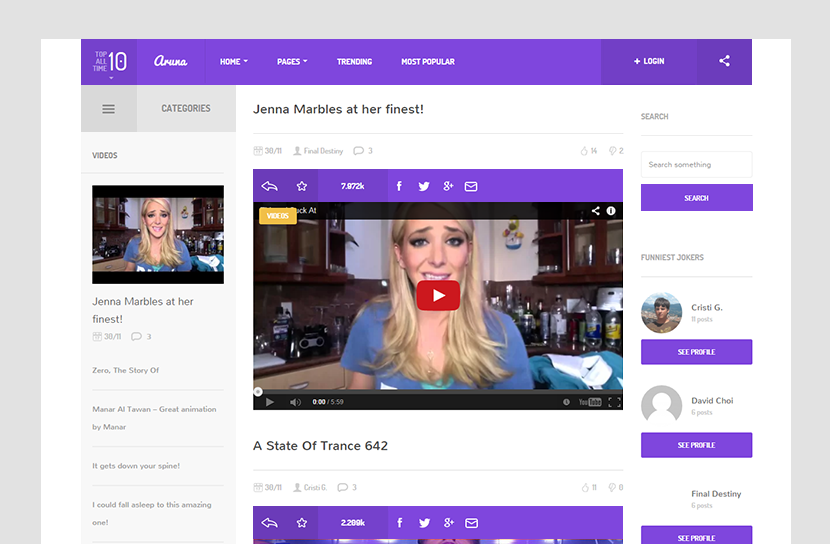 TOP
ALL
TIME
10
Aruna
HOME
PAGES
TRENDING
MOST POPULAR
+ LOGIN
CATEGORIES
VIDEOS
Jenna Marbles at her
finest!
30/11 3
Zero, The Story Of
Manar Al Tawan – Great animation
by Manar
It gets down your spine!
I could fall asleep to this amazing
one!
Jenna Marbles at her finest!
30/11 Final Destiny 3 14 2
7.972k
At
VIDEOS
0:00 / 5:59 YouTube
A State Of Trance 642
30/11 Cristi G. 3 11 0
2.209k
SEARCH
Search something
SEARCH
FUNNIEST JOKERS
Cristi G.
11 posts
SEE PROFILE
David Choi
6 posts
SEE PROFILE
Final Destiny
6 posts
SEE PROFILE